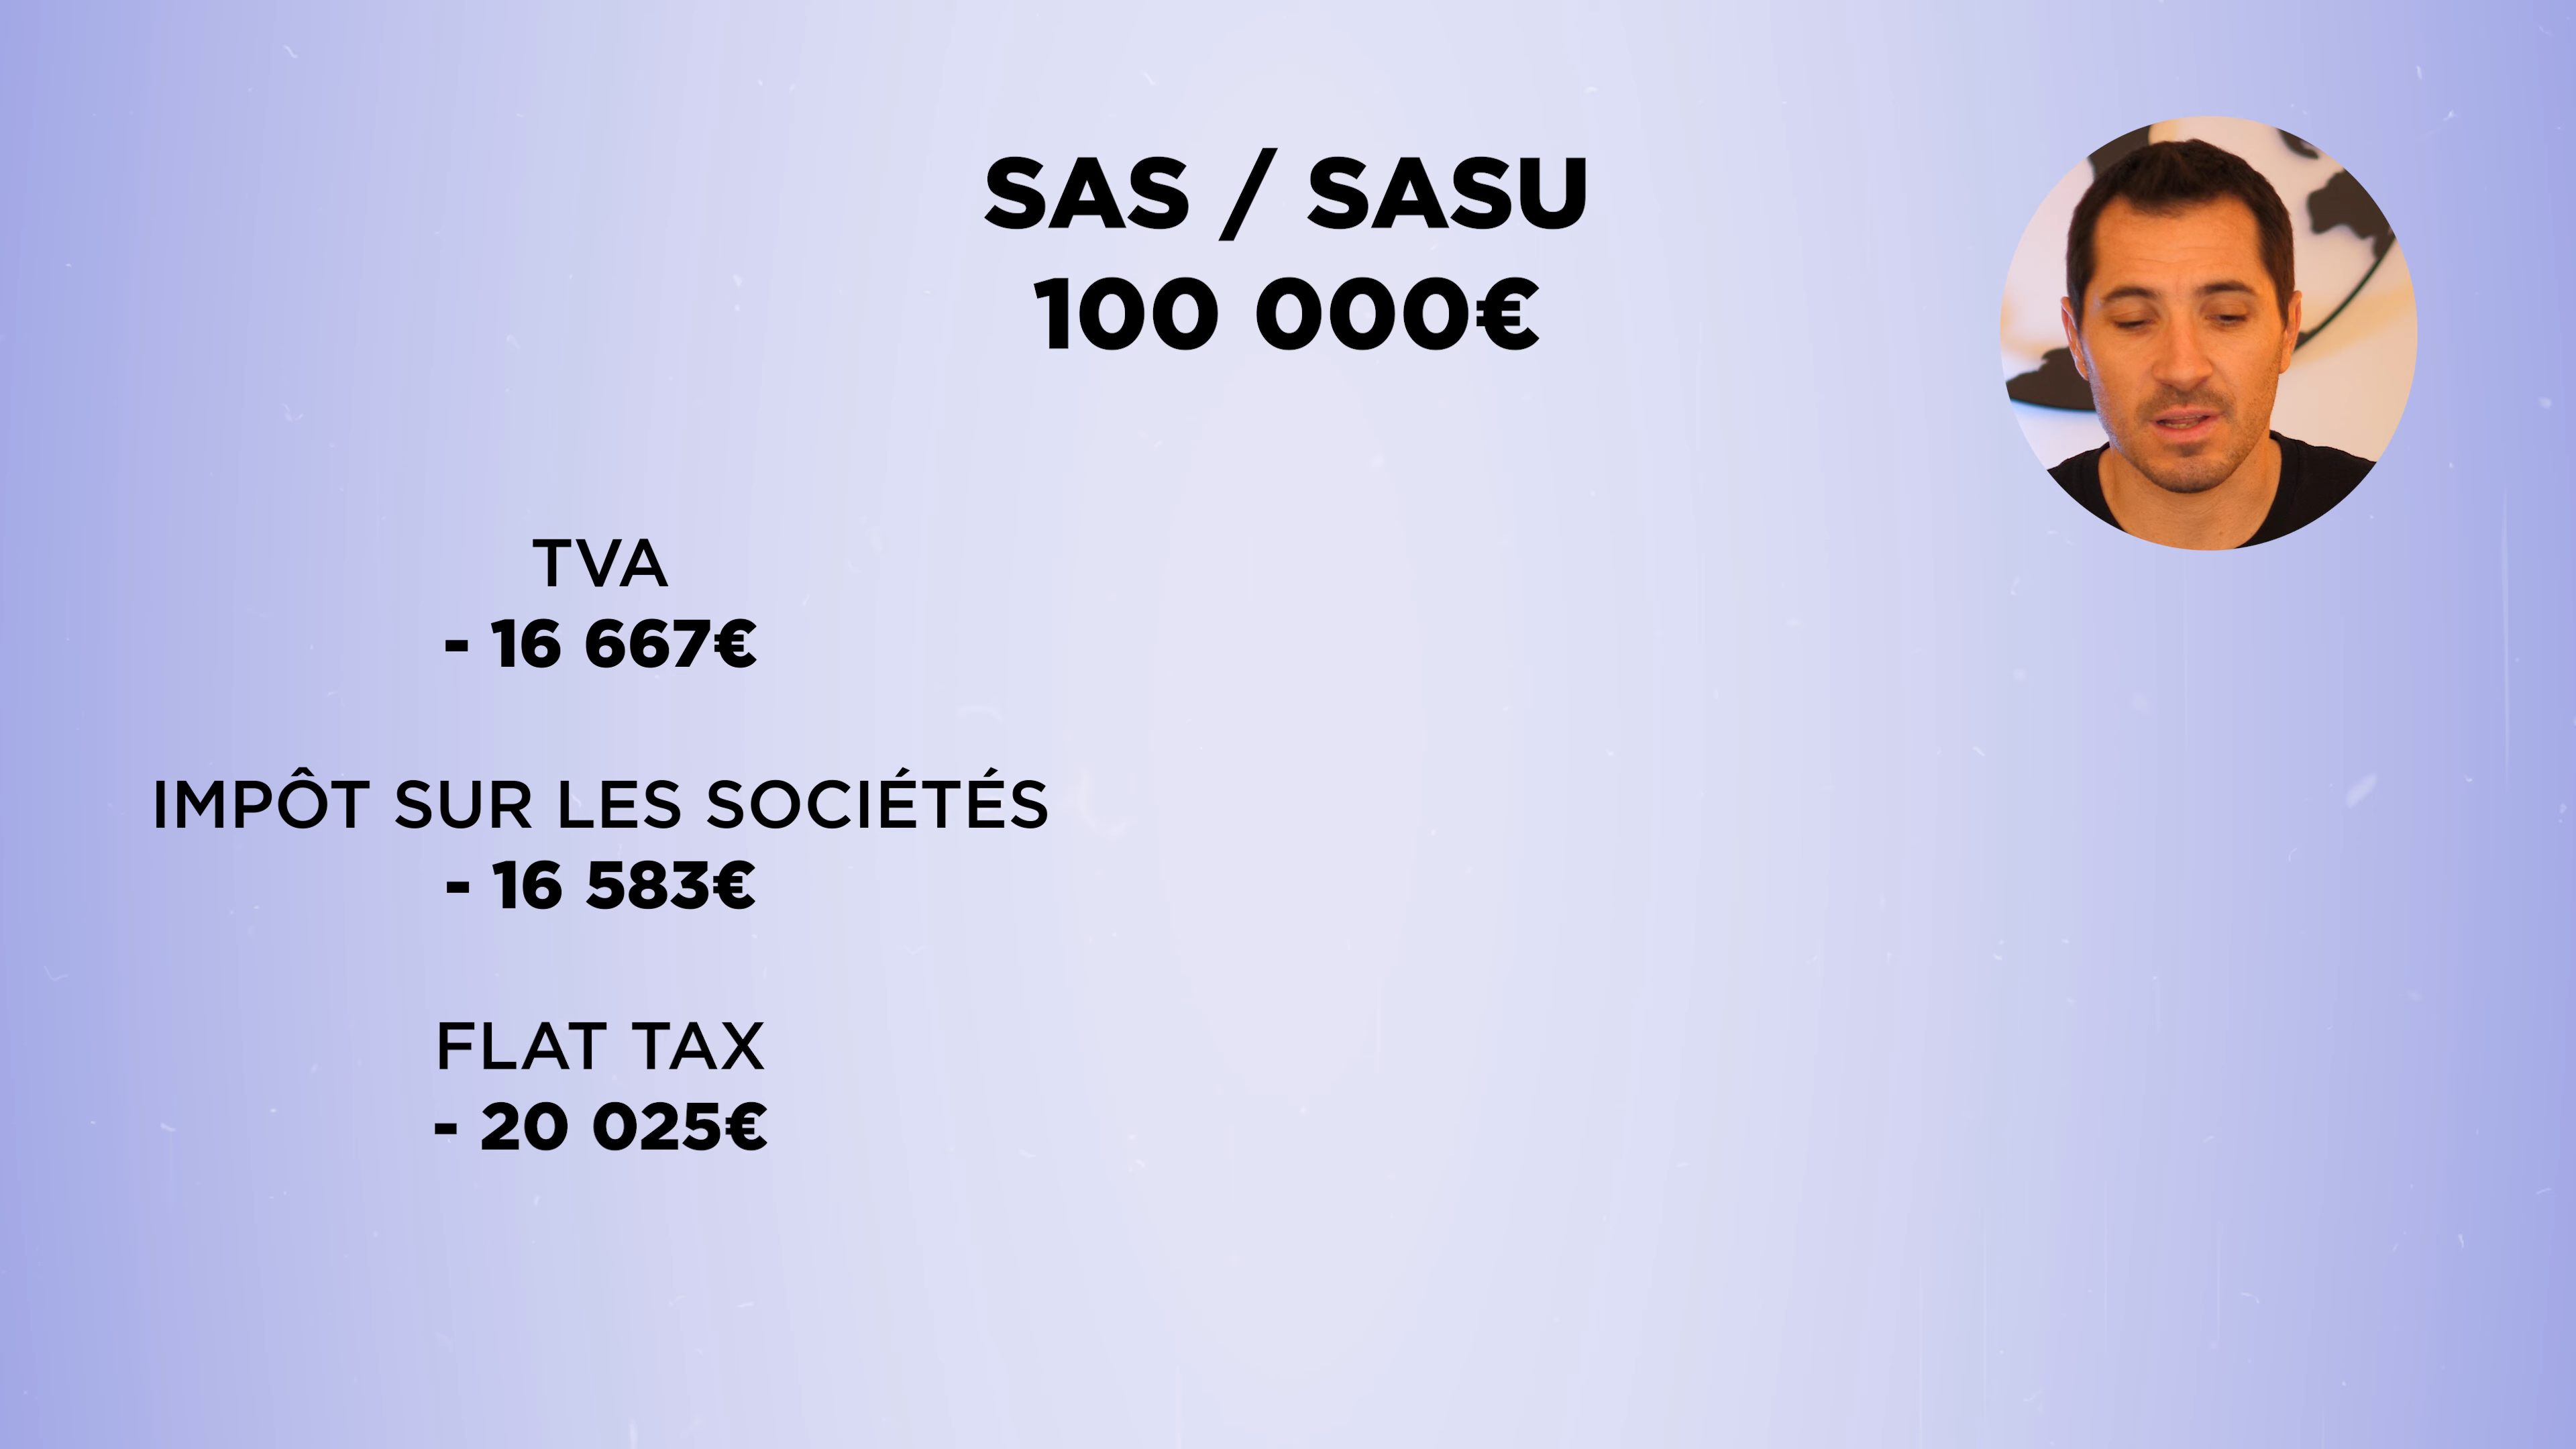 SAS / SASU
100 000€
TVA
- 16 667€
IMPÔT SUR LES SOCIÉTÉS
- 16 583€
FLAT TAX
- 20 025€